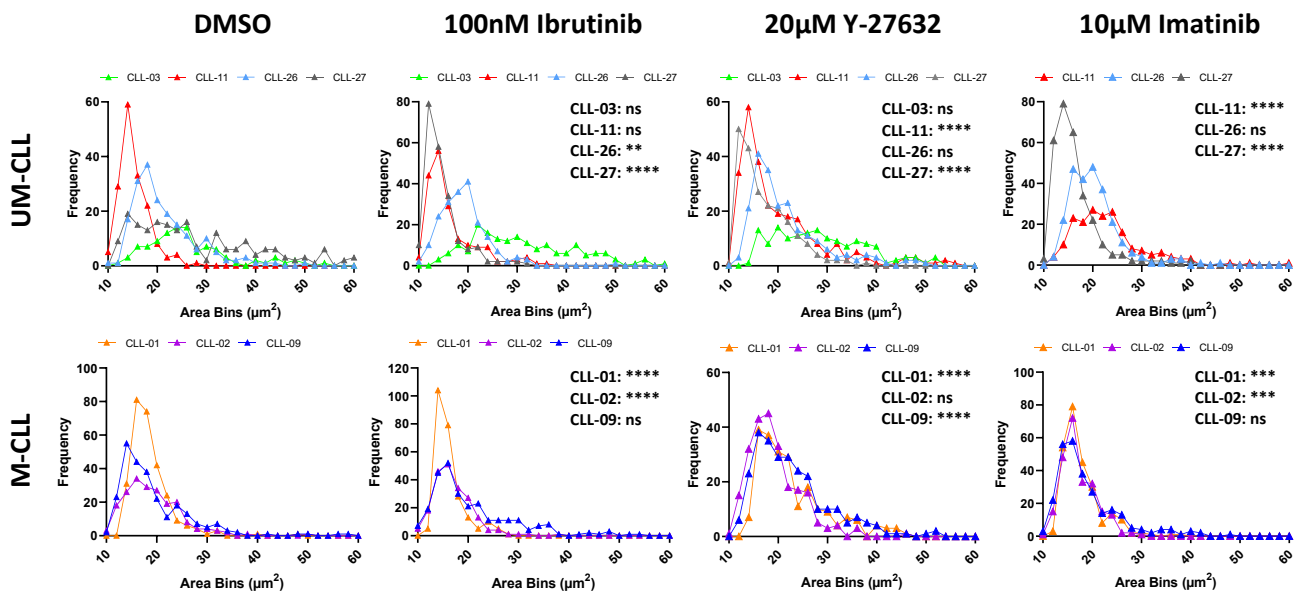 DMSO
100nM Ibrutinib
20µM Y-27632
10µM Imatinib
UM-CLL
CLL-03 CLL-11 CLL-26 CLL-27
60
40
20
0
Frequency
10 20 30 40 50 60
Area Bins (µm²)
CLL-03 CLL-11 CLL-26 CLL-27
CLL-03: ns
CLL-11: ns
CLL-26: **
CLL-27: ****
80
60
40
20
0
Frequency
10 20 30 40 50 60
Area Bins (µm²)
CLL-03 CLL-11 CLL-26 CLL-27
CLL-03: ns
CLL-11: ****
CLL-26: ns
CLL-27: ****
60
40
20
0
Frequency
10 20 30 40 50 60
Area Bins (µm²)
CLL-11 CLL-26 CLL-27
CLL-11: ****
CLL-26: ns
CLL-27: ****
80
60
40
20
0
Frequency
10 20 30 40 50 60
Area Bins (µm²)
M-CLL
CLL-01 CLL-02 CLL-09
100
80
60
40
20
0
Frequency
10 20 30 40 50 60
Area Bins (µm²)
CLL-01 CLL-02 CLL-09
CLL-01: ****
CLL-02: ****
CLL-09: ns
120
100
80
60
40
20
0
Frequency
10 20 30 40 50 60
Area Bins (µm²)
CLL-01 CLL-02 CLL-09
CLL-01: ****
CLL-02: ns
CLL-09: ****
60
40
20
0
Frequency
10 20 30 40 50 60
Area Bins (µm²)
CLL-01 CLL-02 CLL-09
CLL-01: ***
CLL-02: ***
CLL-09: ns
100
80
60
40
20
0
Frequency
10 20 30 40 50 60
Area Bins (µm²)